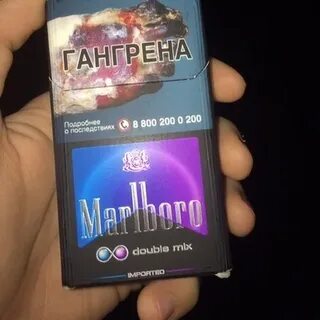 ГАНГРЕНА
Подробнее
о последствиях
8 800 200 0 200
Marlboro
double mix
IMPORTED